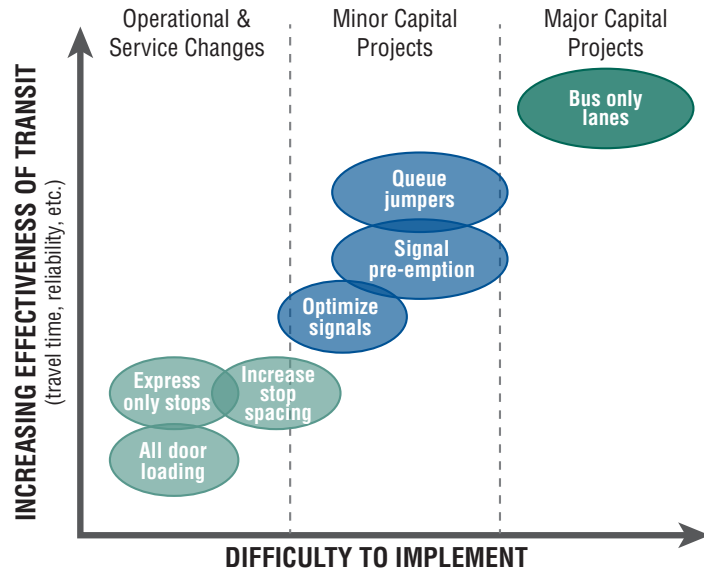 Operational &
Service Changes
Minor Capital
Projects
Major Capital
Projects
INCREASING EFFECTIVENESS OF TRANSIT
(travel time, reliability, etc.)
Bus only
lanes
Queue
jumpers
Signal
pre-emption
Optimize
signals
Express
only stops
Increase
stop
spacing
All door
loading
DIFFICULTY TO IMPLEMENT